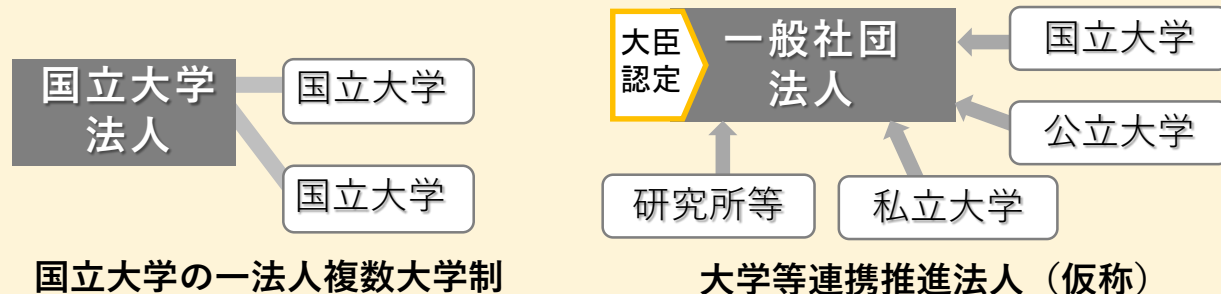 国立大学
法人
国立大学
国立大学
国立大学の一法人複数大学制
大臣
認定
一般社団
法人
国立大学
公立大学
研究所等
私立大学
大学等連携推進法人（仮称）